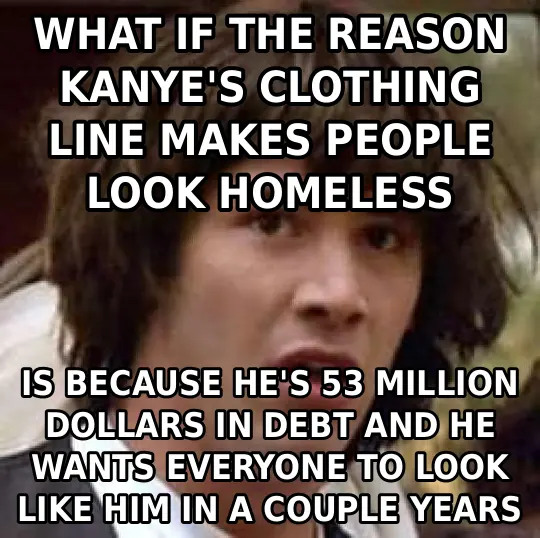 WHAT IF THE REASON
KANYE'S CLOTHING
LINE MAKES PEOPLE
LOOK HOMELESS
IS BECAUSE HE'S 53 MILLION
DOLLARS IN DEBT AND HE
WANTS EVERYONE TO LOOK
LIKE HIM IN A COUPLE YEARS